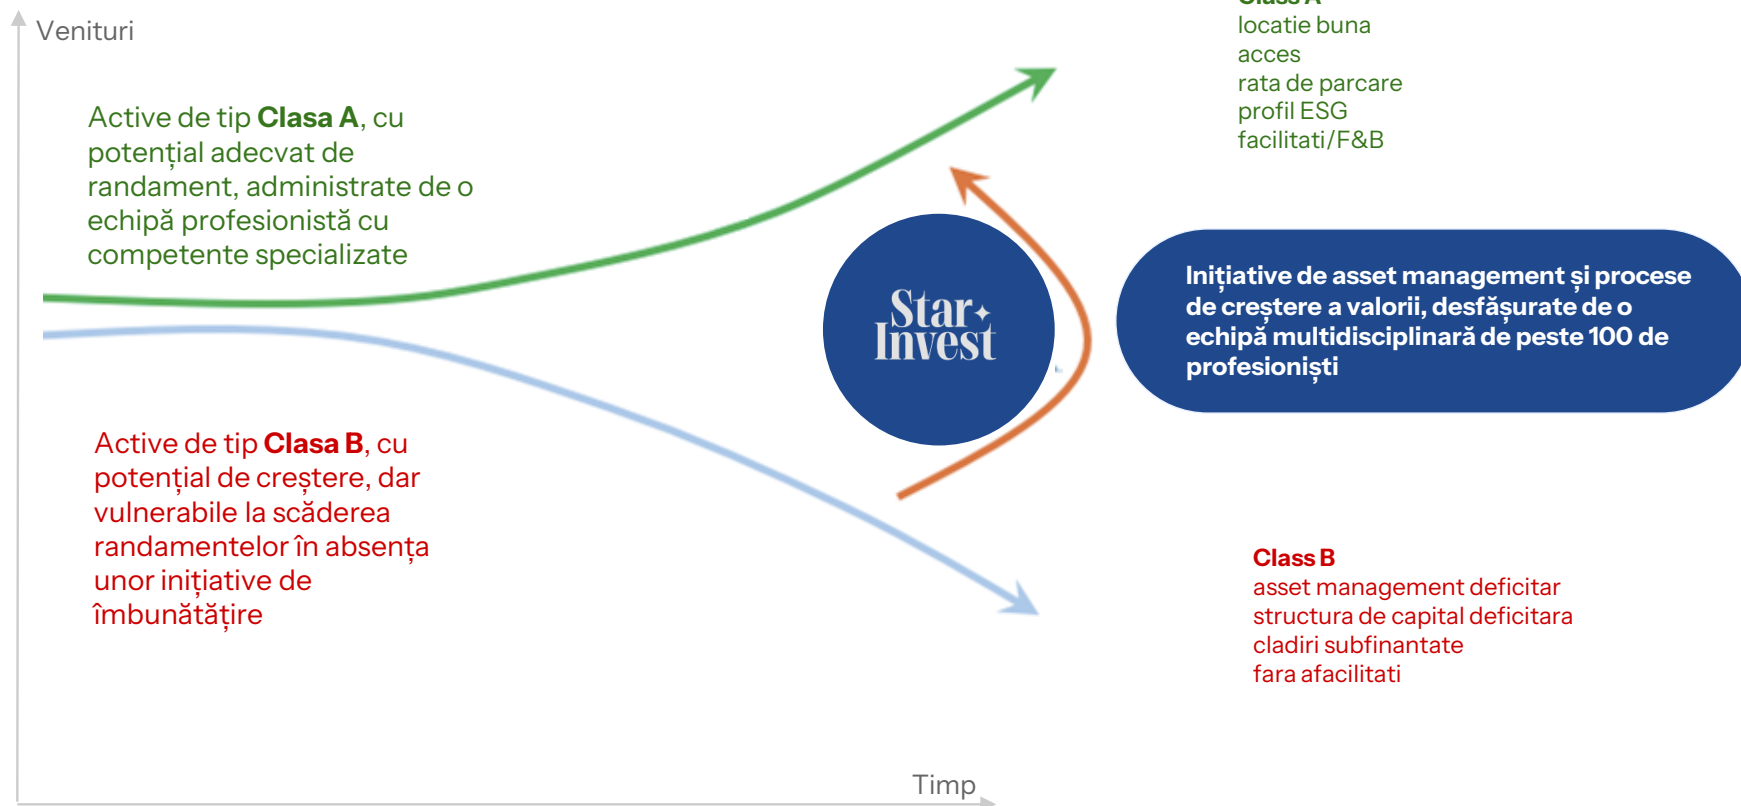 Venituri
Active de tip Clasa A, cu
potențial adecvat de
randament, administrate de o
echipă profesionistă cu
competente specializate
Class A
locatie buna
acces
rata de parcare
profil ESG
facilitati/F&B
Star
Invest
Inițiative de asset management și procese
de creștere a valorii, desfășurate de o
echipă multidisciplinară de peste 100 de
profesioniști
Active de tip Clasa B, cu
potențial de creștere, dar
vulnerabile la scăderea
randamentelor în absența
unor inițiative de
îmbunătățire
Class B
asset management deficitar
structura de capital deficitara
cladiri subfinantate
fara afacilitati
Timp